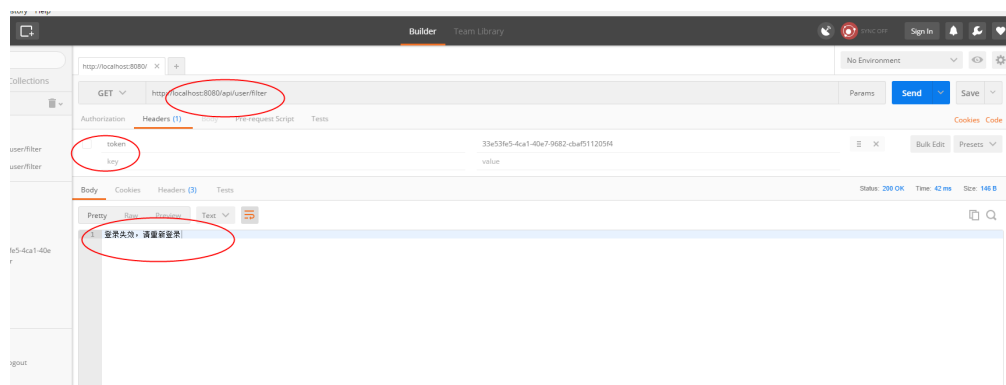 story Help
Builder Team Library SYNC OFF Sign In
http://localhost:8080/ × + No Environment
Collections
GET http://localhost:8080/api/user/filter Params Send Save
Authorization Headers (1) Body Pre-request Script Tests Cookies Code
token 33e53fe5-4ca1-40e7-9682-cbaf511205f4 Bulk Edit Presets
user/filter
key value
user/filter
Body Cookies Headers (3) Tests Status: 200 OK Time: 42 ms Size: 146 B
Pretty Raw Preview Text
1 登录失效，请重新登录
fe5-4ca1-40e
r
ogout